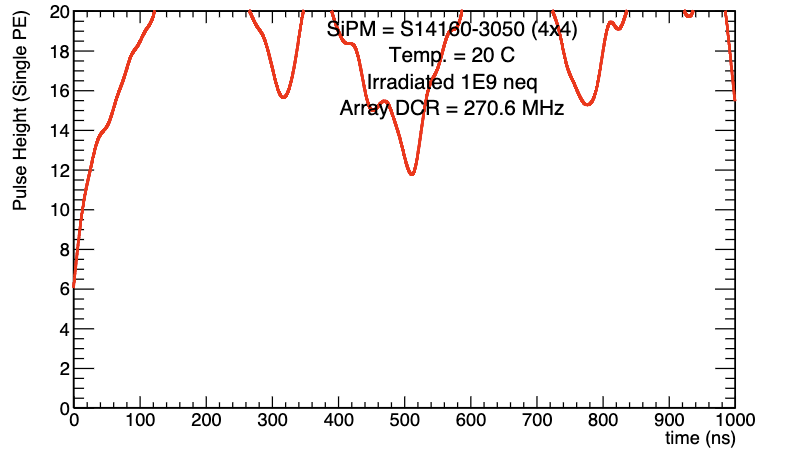 Pulse Height (Single PE)
SiPM = S14160-3050 (4x4)
Temp. = 20 C
Irradiated 1E9 neq
Array DCR = 270.6 MHz
20
18
16
14
12
10
8
6
4
2
0
0 100 200 300 400 500 600 700 800 900 1000
time (ns)